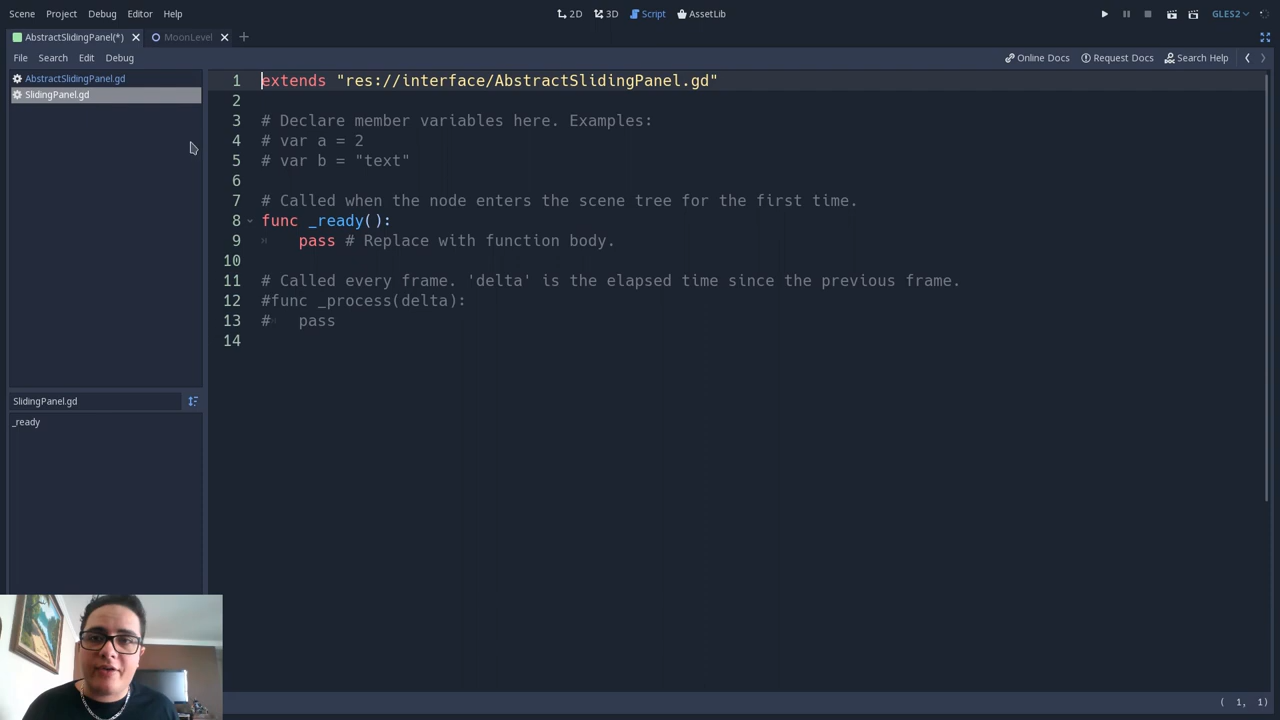 Scene Project Debug Editor Help 2D 3D Script AssetLib GLES2
AbstractSlidingPanel(*) MoonLevel
File Search Edit Debug Online Docs Request Docs Search Help
AbstractSlidingPanel.gd
SlidingPanel.gd
1 extends "res://interface/AbstractSlidingPanel.gd"
2
3 # Declare member variables here. Examples:
4 # var a = 2
5 # var b = "text"
6
7 # Called when the node enters the scene tree for the first time.
8 func _ready():
9 pass # Replace with function body.
10
11 # Called every frame. 'delta' is the elapsed time since the previous frame.
12 #func _process(delta):
13 # pass
14
SlidingPanel.gd
_ready
( 1, 1)